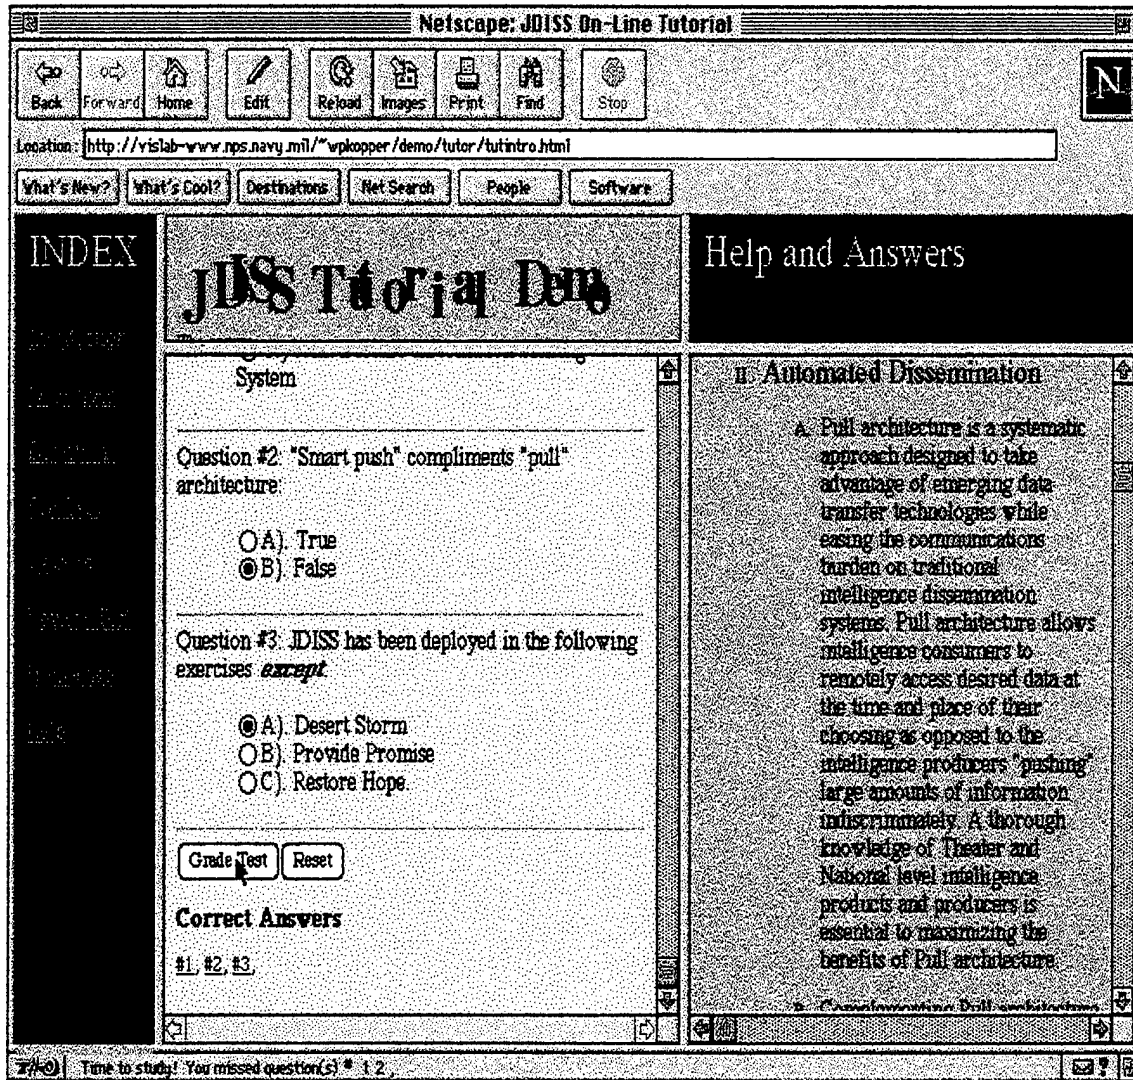 Netscape: JDISS On-Line Tutorial
Back Forward Home Edit Reload Images Print Find Stop
N
Location: http://vislab-www.nps.navy.mil/~wpkopper/demo/tutor/tutintro.html
What's New? What's Cool? Destinations Net Search People Software
INDEX
JDISS Tutorial Demo
Help and Answers
System
Question #2: "Smart push" compliments "pull"
architecture:
A). True
B). False
Question #3: JDISS has been deployed in the following
exercises except:
A). Desert Storm
B). Provide Promise
C). Restore Hope.
Grade Test Reset
Correct Answers
#1, #2, #3,
II. Automated Dissemination
A. Pull architecture is a systematic
approach designed to take
advantage of emerging data
transfer technologies while
easing the communications
burden on traditional
intelligence dissemination
systems. Pull architecture allows
intelligence consumers to
remotely access desired data at
the time and place of their
choosing as opposed to the
intelligence producers "pushing"
large amounts of information
indiscrimmately. A thorough
knowledge of Theater and
National level intelligence
products and producers is
essential to maximizing the
benefits of Pull architecture.
B. Complementing Pull architecture
Time to study! You missed question(s) # 1 2 ,